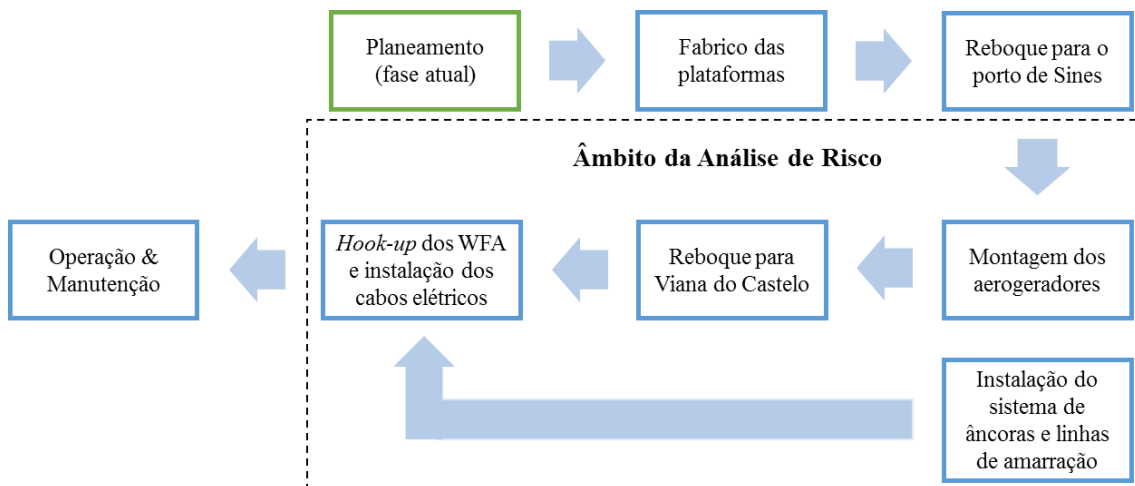 Planeamento
(fase atual)
Fabrico das
plataformas
Reboque para o
porto de Sines
Âmbito da Análise de Risco
Operação &
Manutenção
Hook-up dos WFA
e instalação dos
cabos elétricos
Reboque para
Viana do Castelo
Montagem dos
aerogeradores
Instalação do
sistema de
âncoras e linhas
de amarração